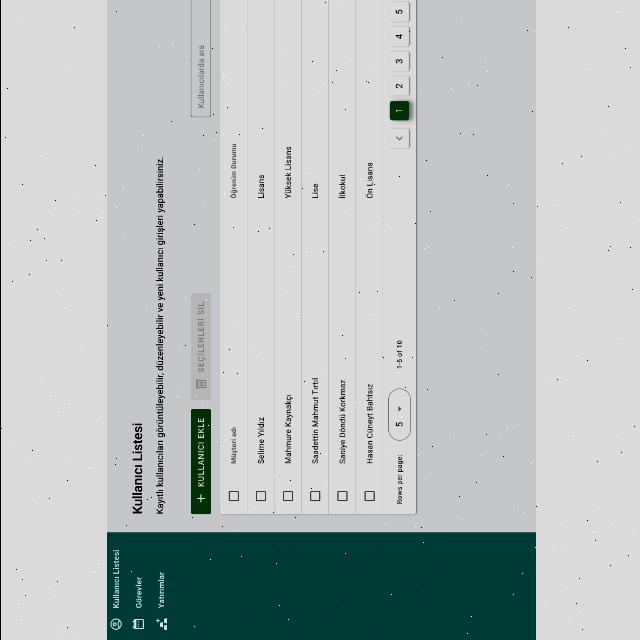 Kullanıcı Listesi
Görevler
Yatırımlar
Kullanıcı Listesi
Kayıtlı kullanıcıları görüntüleyebilir, düzenleyebilir ve yeni kullanıcı girişleri yapabilirsiniz.
+ KULLANICI EKLE
SEÇİLENLERİ SİL
Kullanıcılarda ara
Müşteri adı Öğrenim Durumu
Selime Yıldız Lisans
Mahmure Kaynakçı Yüksek Lisans
Saadettin Mahmut Tırtıl Lise
Saniye Döndü Korkmaz İlkokul
Hasan Cüneyt Bahtsız Ön Lisans
Rows per page: 5 1-5 of 10 < 1 2 3 4 5